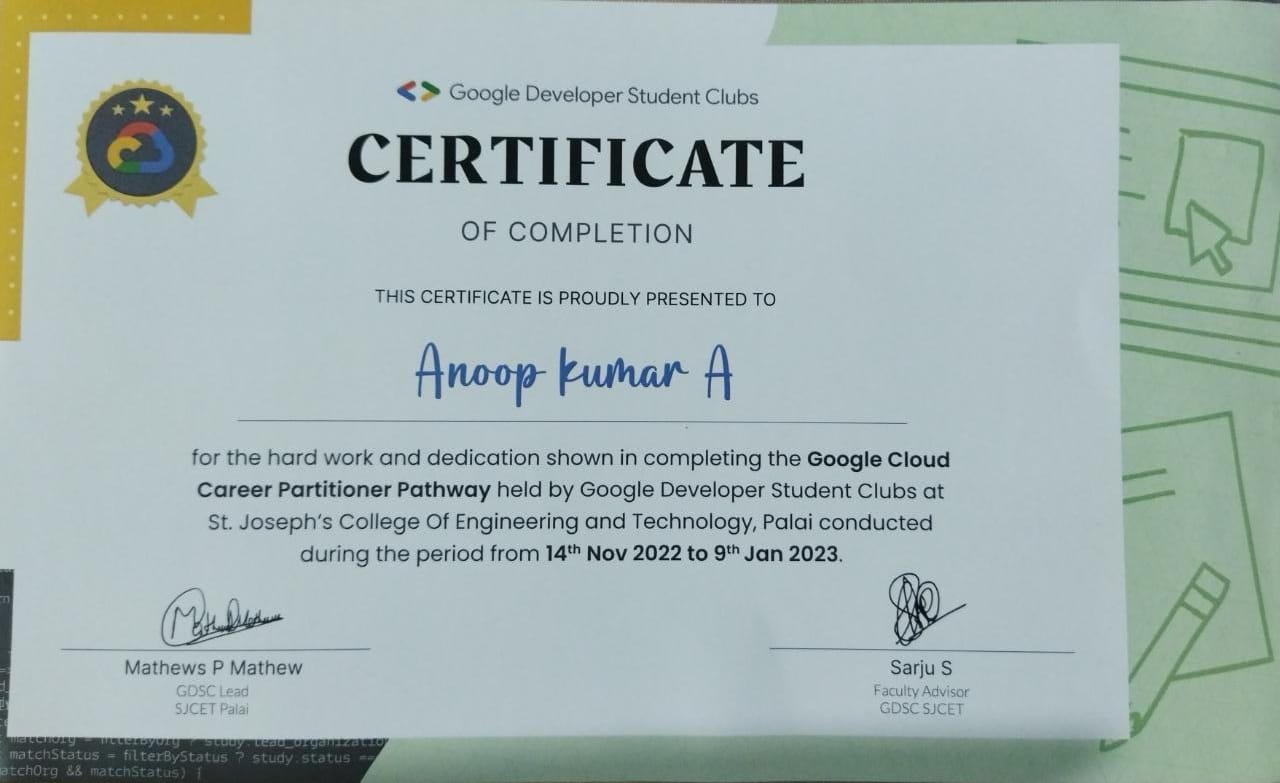 Google Developer Student Clubs
CERTIFICATE
OF COMPLETION
THIS CERTIFICATE IS PROUDLY PRESENTED TO
Anoop kumar A
for the hard work and dedication shown in completing the Google Cloud
Career Partitioner Pathway held by Google Developer Student Clubs at
St. Joseph's College Of Engineering and Technology, Palai conducted
during the period from 14th Nov 2022 to 9th Jan 2023.
Mathews P Mathew
GDSC Lead
SJCET Palai
Sarju S
Faculty Advisor
GDSC SJCET
matchOrg = filterByOrg ? study.lead_organizatio
matchStatus = filterByStatus ? study.status ==
atchOrg && matchStatus) {